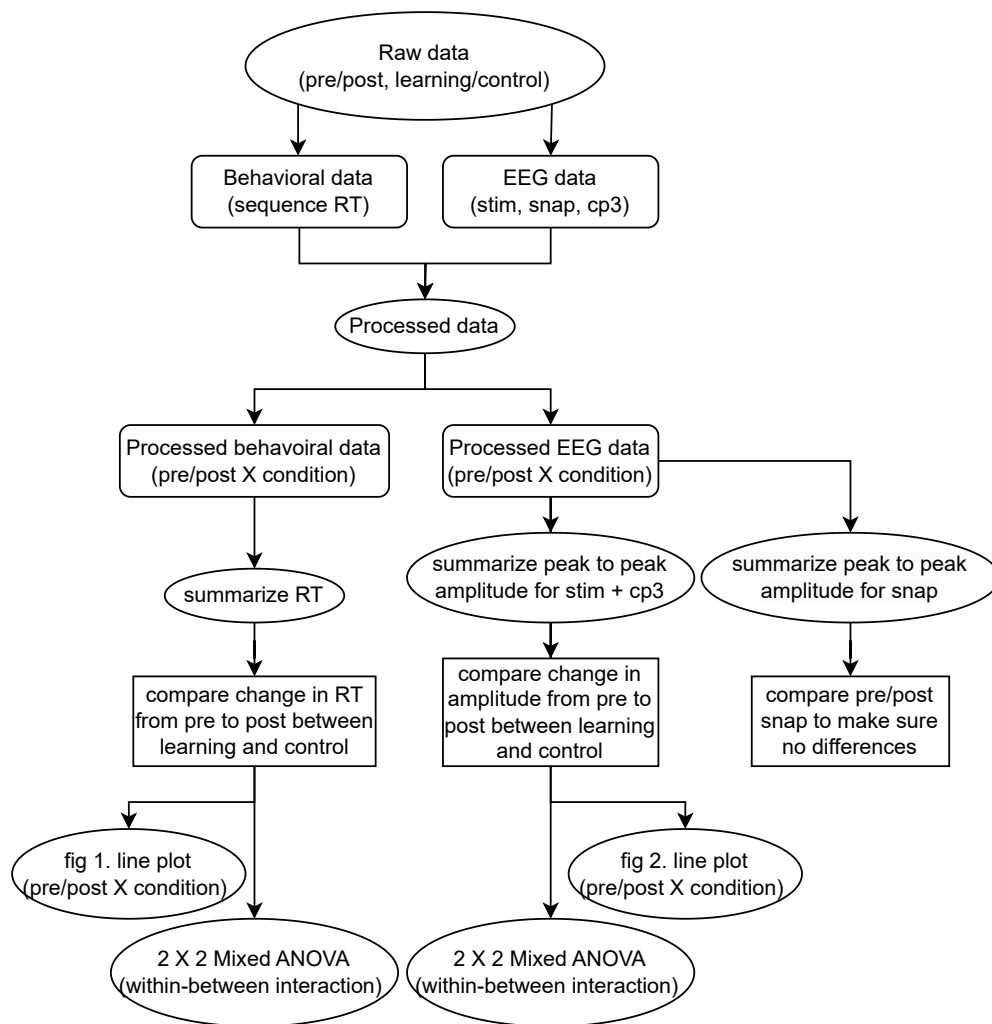 Raw data
(pre/post, learning/control)
Behavioral data
(sequence RT)
EEG data
(stim, snap, cp3)
Processed data
Processed behavoiral data
(pre/post X condition)
Processed EEG data
(pre/post X condition)
summarize RT
summarize peak to peak
amplitude for stim + cp3
summarize peak to peak
amplitude for snap
compare change in RT
from pre to post between
learning and control
compare change in
amplitude from pre to
post between learning
and control
compare pre/post
snap to make sure
no differences
fig 1. line plot
(pre/post X condition)
fig 2. line plot
(pre/post X condition)
2 X 2 Mixed ANOVA
(within-between interaction)
2 X 2 Mixed ANOVA
(within-between interaction)